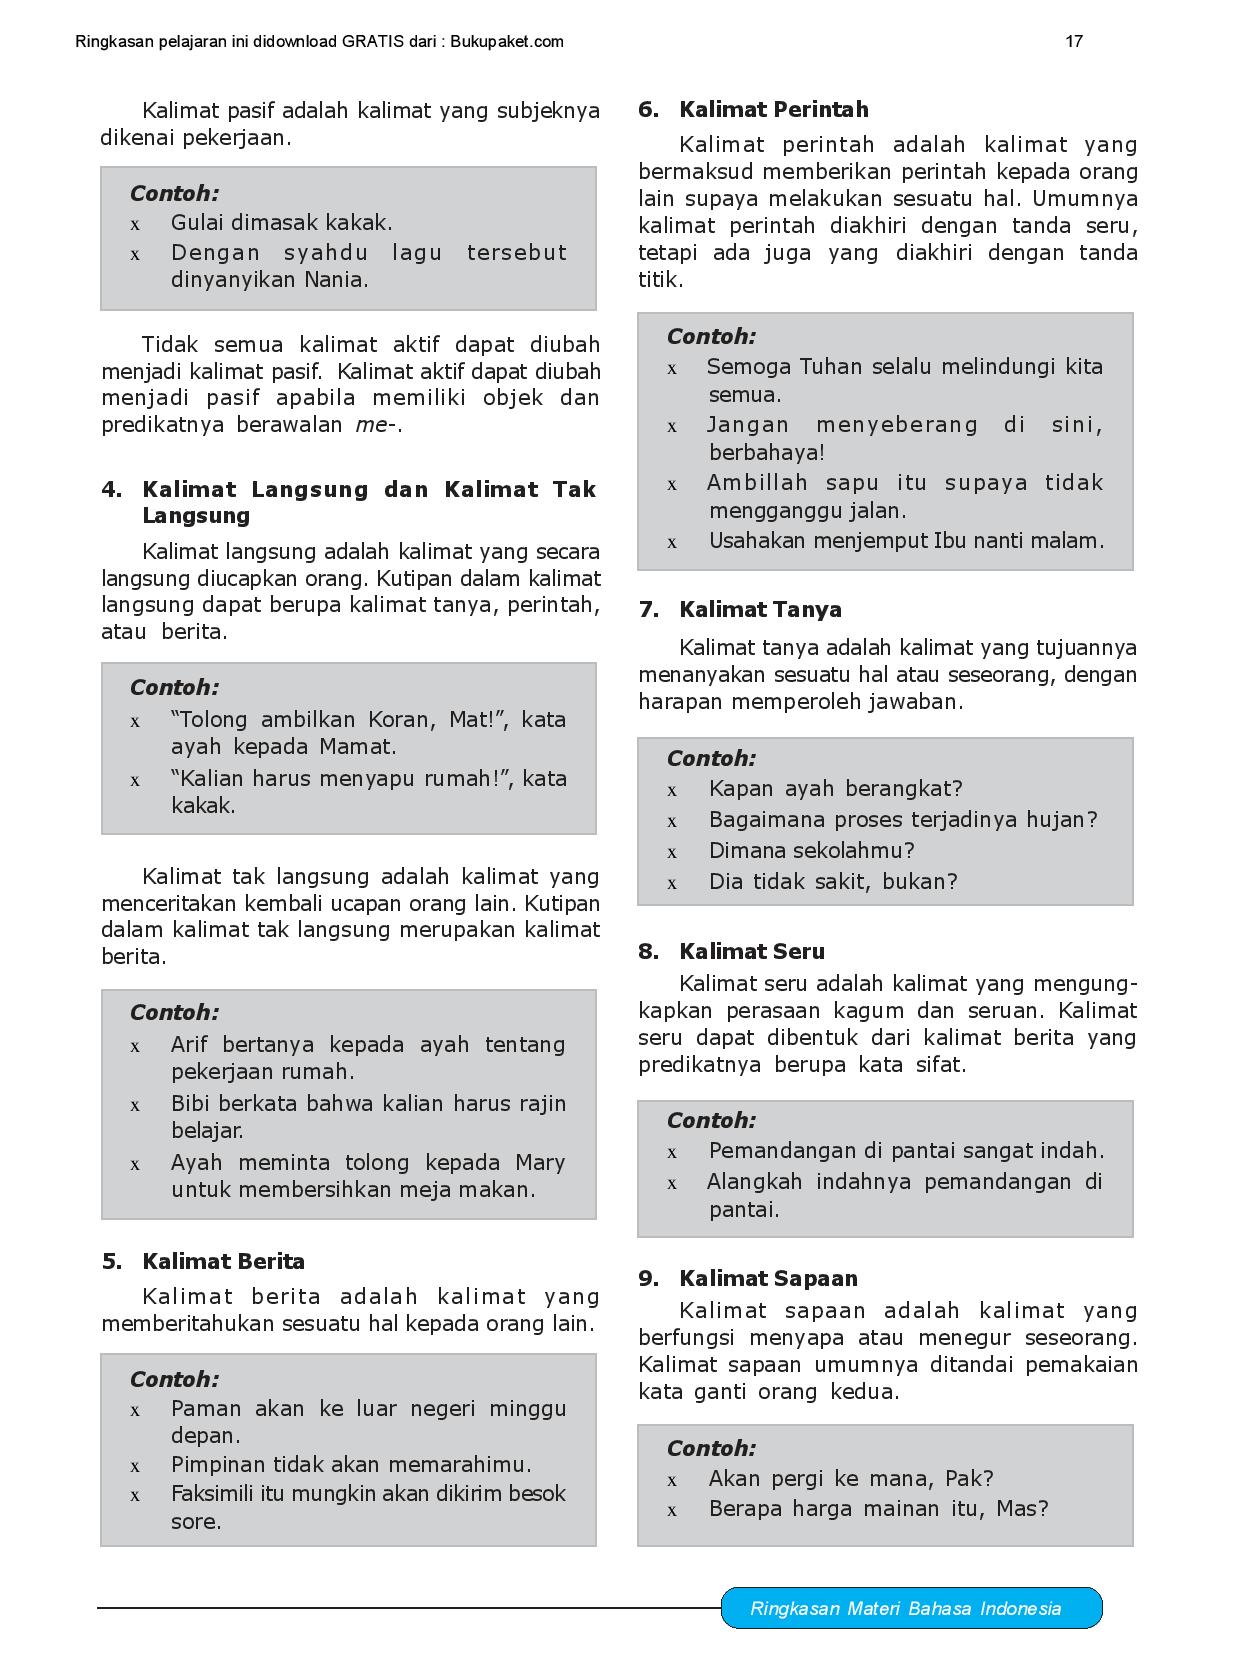 Ringkasan pelajaran ini didownload GRATIS dari : Bukupaket.com
17
Kalimat pasif adalah kalimat yang subjeknya
dikenai pekerjaan.
Contoh:
x Gulai dimasak kakak.
x Dengan syahdu lagu tersebut
dinyanyikan Nania.
Tidak semua kalimat aktif dapat diubah
menjadi kalimat pasif. Kalimat aktif dapat diubah
menjadi pasif apabila memiliki objek dan
predikatnya berawalan me-.
4. Kalimat Langsung dan Kalimat Tak
Langsung
Kalimat langsung adalah kalimat yang secara
langsung diucapkan orang. Kutipan dalam kalimat
langsung dapat berupa kalimat tanya, perintah,
atau berita.
Contoh:
x “Tolong ambilkan Koran, Mat!”, kata
ayah kepada Mamat.
x “Kalian harus menyapu rumah!”, kata
kakak.
Kalimat tak langsung adalah kalimat yang
menceritakan kembali ucapan orang lain. Kutipan
dalam kalimat tak langsung merupakan kalimat
berita.
Contoh:
x Arif bertanya kepada ayah tentang
pekerjaan rumah.
x Bibi berkata bahwa kalian harus rajin
belajar.
x Ayah meminta tolong kepada Mary
untuk membersihkan meja makan.
5. Kalimat Berita
Kalimat berita adalah kalimat yang
memberitahukan sesuatu hal kepada orang lain.
Contoh:
x Paman akan ke luar negeri minggu
depan.
x Pimpinan tidak akan memarahimu.
x Faksimili itu mungkin akan dikirim besok
sore.
6. Kalimat Perintah
Kalimat perintah adalah kalimat yang
bermaksud memberikan perintah kepada orang
lain supaya melakukan sesuatu hal. Umumnya
kalimat perintah diakhiri dengan tanda seru,
tetapi ada juga yang diakhiri dengan tanda
titik.
Contoh:
x Semoga Tuhan selalu melindungi kita
semua.
x Jangan menyeberang di sini,
berbahaya!
x Ambillah sapu itu supaya tidak
mengganggu jalan.
x Usahakan menjemput Ibu nanti malam.
7. Kalimat Tanya
Kalimat tanya adalah kalimat yang tujuannya
menanyakan sesuatu hal atau seseorang, dengan
harapan memperoleh jawaban.
Contoh:
x Kapan ayah berangkat?
x Bagaimana proses terjadinya hujan?
x Dimana sekolahmu?
x Dia tidak sakit, bukan?
8. Kalimat Seru
Kalimat seru adalah kalimat yang mengung-
kapkan perasaan kagum dan seruan. Kalimat
seru dapat dibentuk dari kalimat berita yang
predikatnya berupa kata sifat.
Contoh:
x Pemandangan di pantai sangat indah.
x Alangkah indahnya pemandangan di
pantai.
9. Kalimat Sapaan
Kalimat sapaan adalah kalimat yang
berfungsi menyapa atau menegur seseorang.
Kalimat sapaan umumnya ditandai pemakaian
kata ganti orang kedua.
Contoh:
x Akan pergi ke mana, Pak?
x Berapa harga mainan itu, Mas?
Ringkasan Materi Bahasa Indonesia